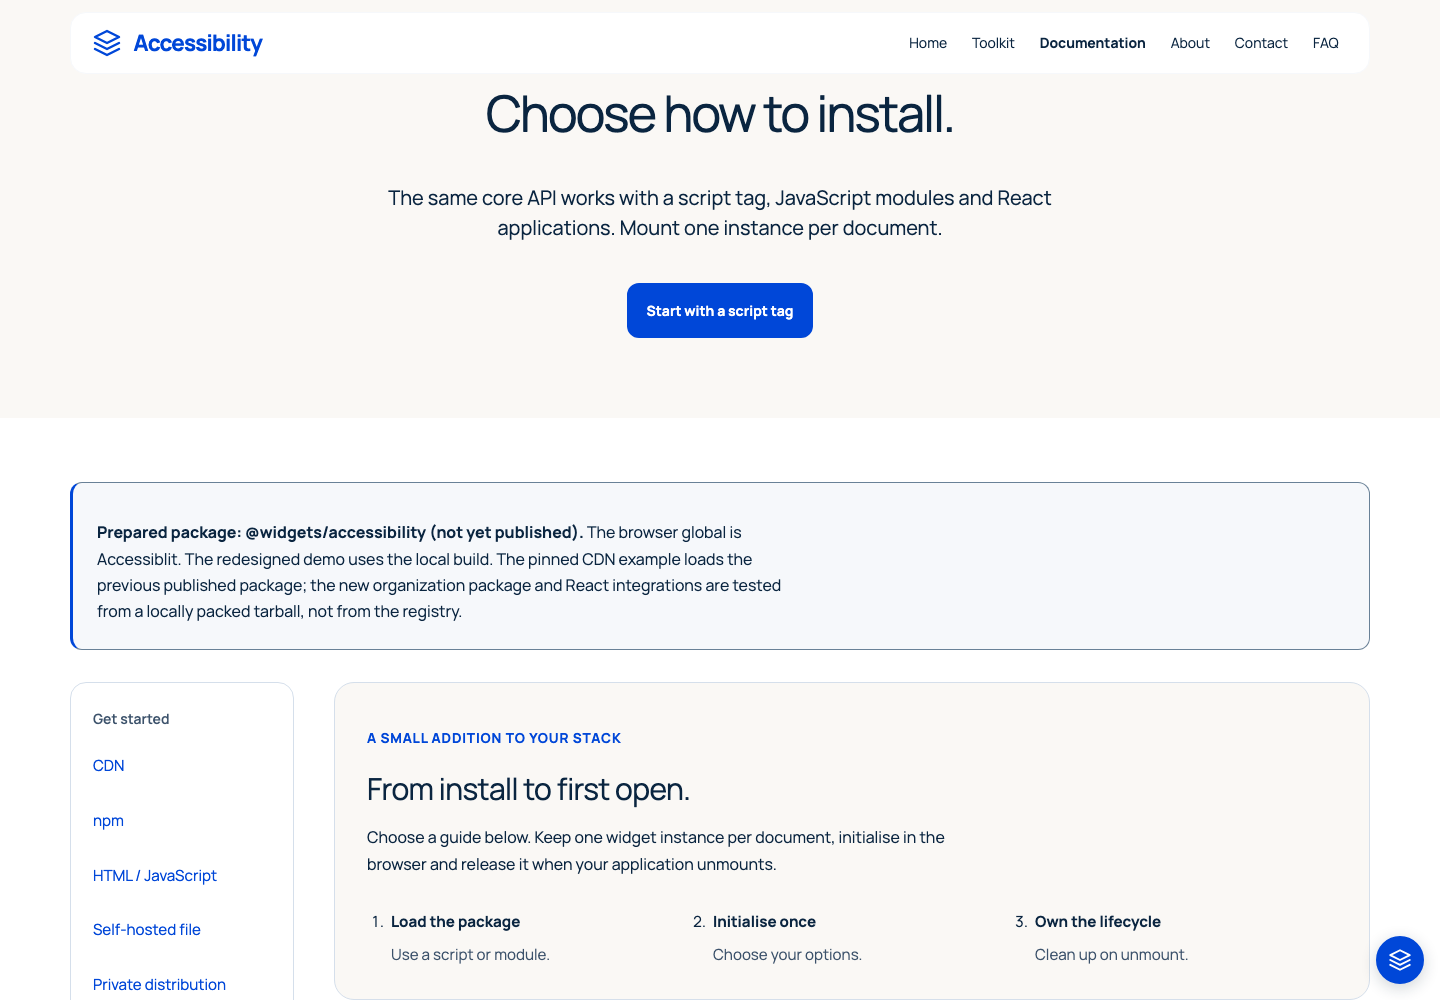 Accessibility
Home
Toolkit
Documentation
About
Contact
FAQ
Choose how to install.
The same core API works with a script tag, JavaScript modules and React
applications. Mount one instance per document.
Start with a script tag
Prepared package: @widgets/accessibility (not yet published). The browser global is
Accessiblit. The redesigned demo uses the local build. The pinned CDN example loads the
previous published package; the new organization package and React integrations are tested
from a locally packed tarball, not from the registry.
Get started
CDN
npm
HTML / JavaScript
Self-hosted file
Private distribution
A SMALL ADDITION TO YOUR STACK
From install to first open.
Choose a guide below. Keep one widget instance per document, initialise in the
browser and release it when your application unmounts.
1. Load the package
Use a script or module.
2. Initialise once
Choose your options.
3. Own the lifecycle
Clean up on unmount.